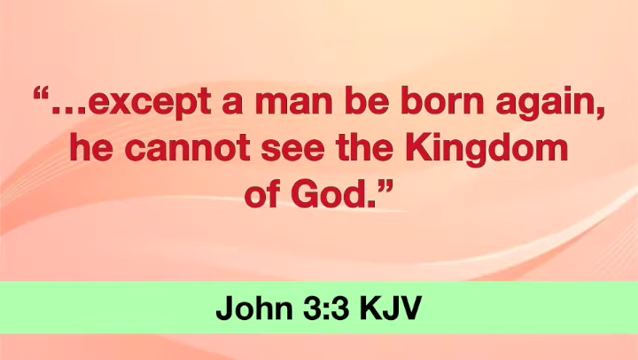 “…except a man be born again,
he cannot see the Kingdom
of God.”
John 3:3 KJV